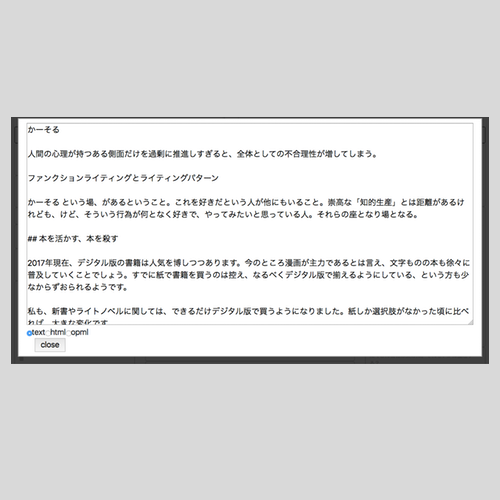 かーそる
人間の心理が持つある側面だけを過剰に推進しすぎると、全体としての不合理性が増してしまう。
ファンクションライティングとライティングパターン
かーそる という場、があるということ。これを好きだという人が他にもいること。崇高な「知的生産」とは距離があるけ
れども、けど、そういう行為が何となく好きで、やってみたいと思っている人。それらの座となり場となる。
## 本を活かす、本を殺す
2017年現在、デジタル版の書籍は人気を博しつつあります。今のところ漫画が主力であるとは言え、文字ものの本も徐々に
普及していくことでしょう。すでに紙で書籍を買うのは控え、なるべくデジタル版で揃えるようにしている、という方も少
なからずおられるようです。
私も、新書やライトノベルに関しては、できるだけデジタル版で買うようになりました。紙しか選択肢がなかった頃に比べ
れば、大きな変化です
text html opml
close